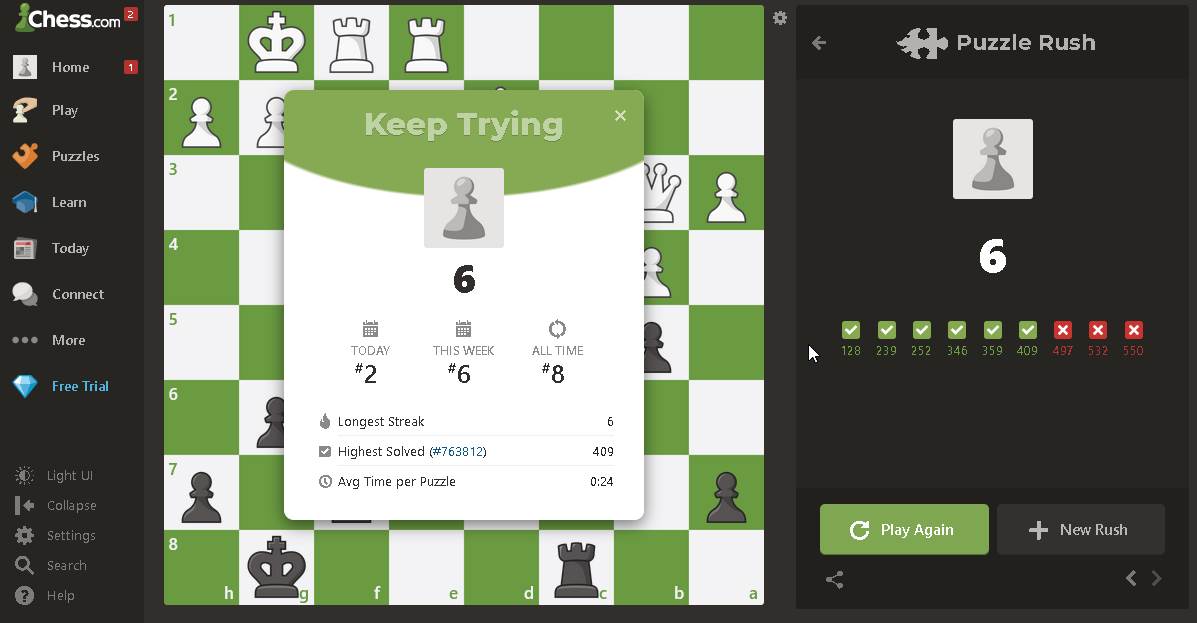 Chess.com 2
Home 1
Play
Puzzles
Learn
Today
Connect
More
Free Trial
Light UI
Collapse
Settings
Search
Help
1
2
3
4
5
6
7
8
h g f e d c b a
Keep Trying ×
6
TODAY THIS WEEK ALL TIME
#2 #6 #8
Longest Streak 6
Highest Solved (#763812) 409
Avg Time per Puzzle 0:24
Puzzle Rush
6
128 239 252 346 359 409 497 532 550
Play Again New Rush